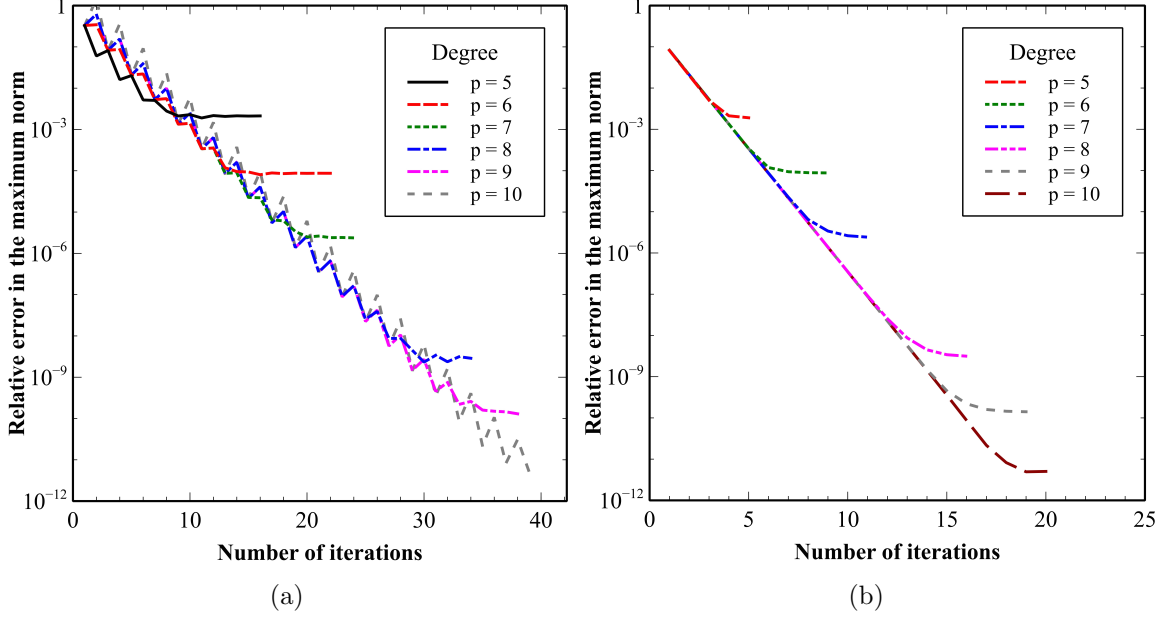 Relative error in the maximum norm
1
10⁻³
10⁻⁶
10⁻⁹
10⁻¹²
0
10
20
30
40
Number of iterations
Degree
p = 5
p = 6
p = 7
p = 8
p = 9
p = 10
(a)
Relative error in the maximum norm
1
10⁻³
10⁻⁶
10⁻⁹
10⁻¹²
0
5
10
15
20
25
Number of iterations
Degree
p = 5
p = 6
p = 7
p = 8
p = 9
p = 10
(b)